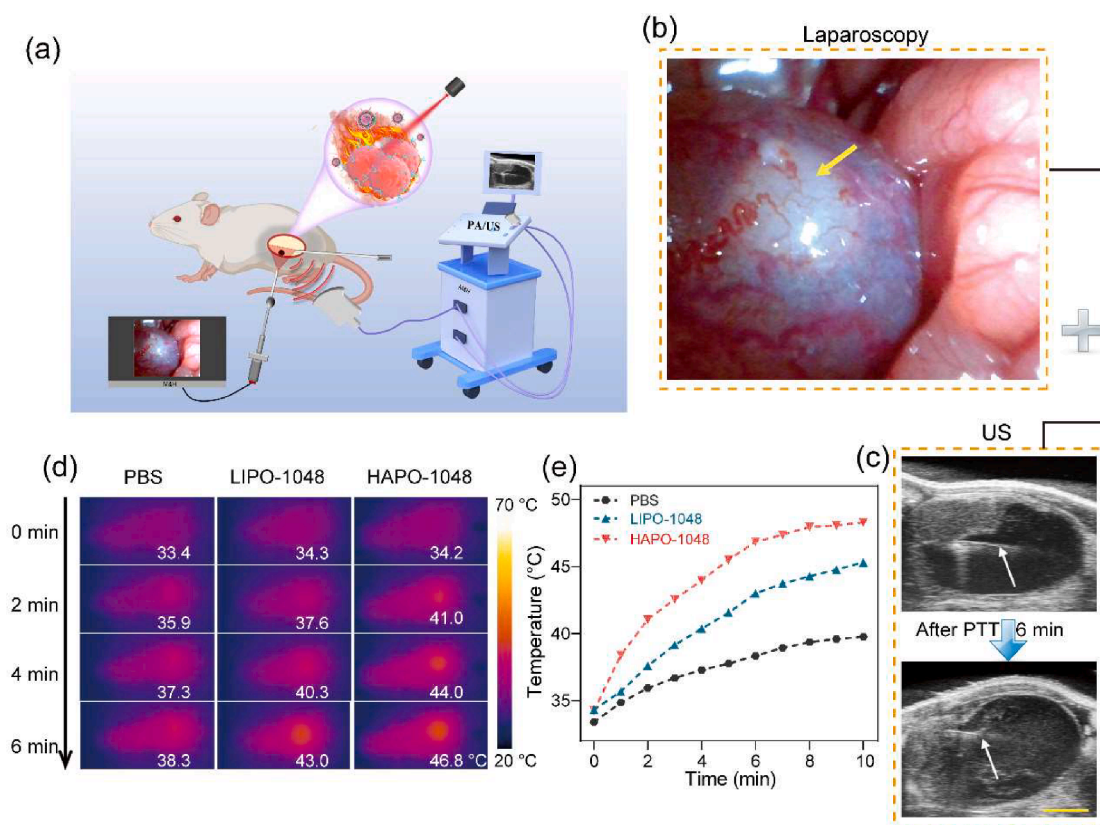 (a)
PA/US
M&H
M&H
(b)
Laparoscopy
(c)
US
After PTT 6 min
(d)
PBS LIPO-1048 HAPO-1048
0 min
33.4 34.3 34.2
2 min
35.9 37.6 41.0
4 min
37.3 40.3 44.0
6 min
38.3 43.0 46.8 °C
70 °C
20 °C
(e)
PBS
LIPO-1048
HAPO-1048
Temperature (°C)
50
45
40
35
0 2 4 6 8 10
Time (min)